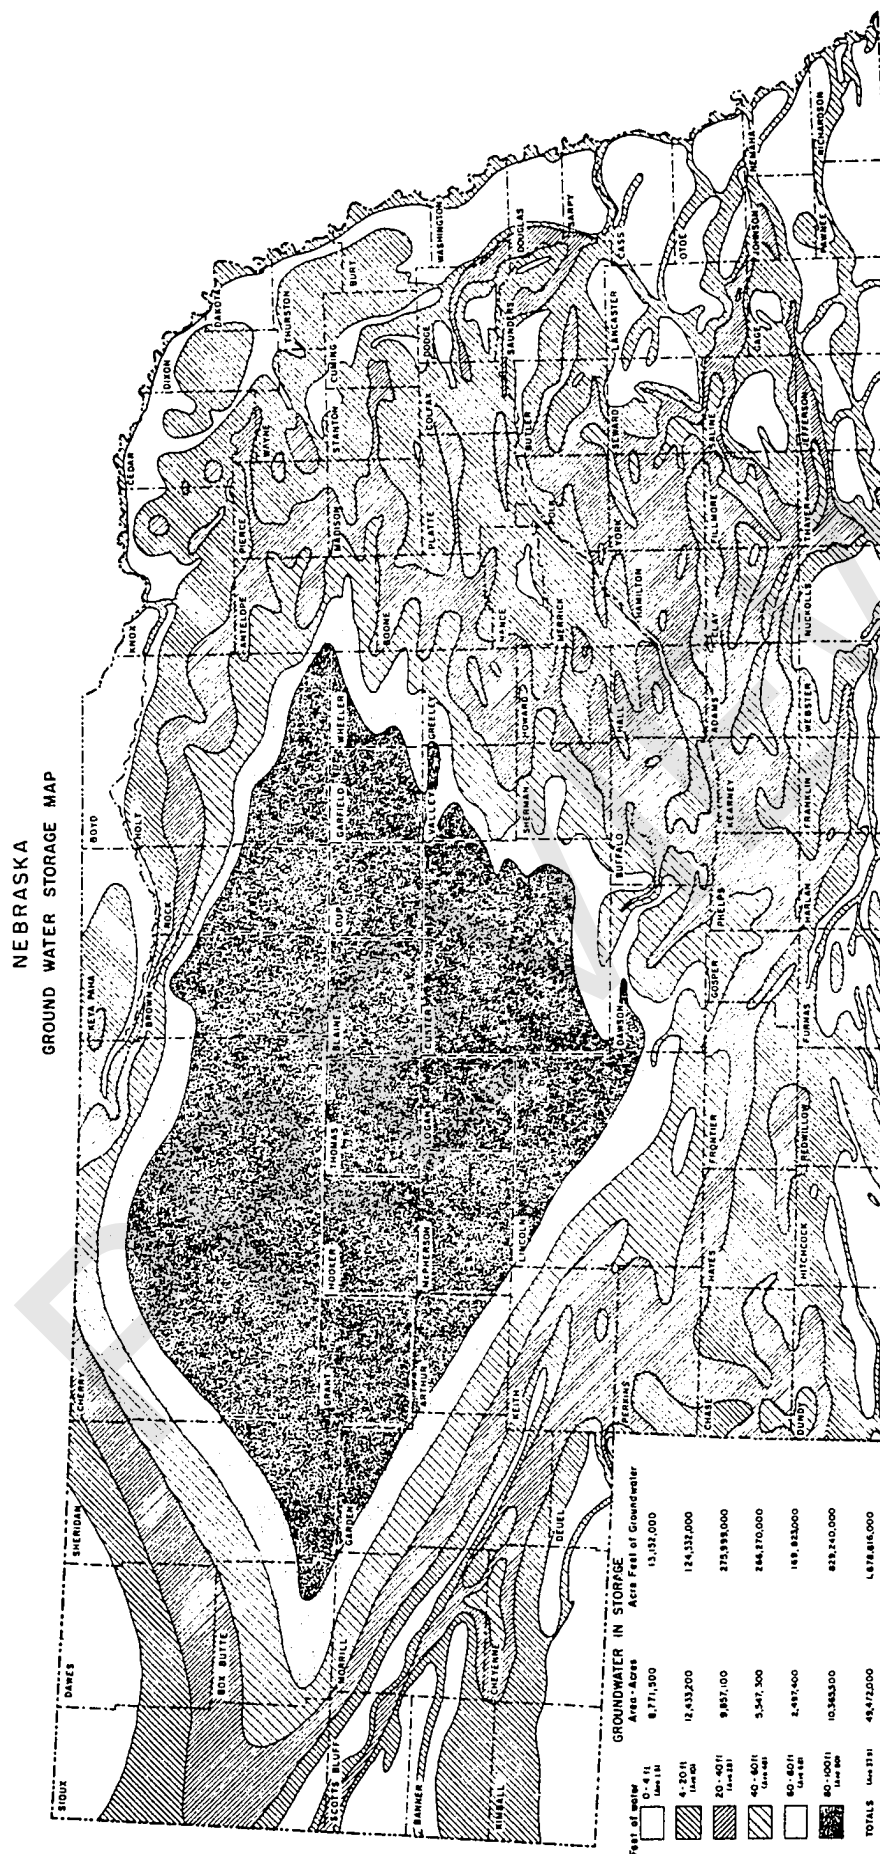 NEBRASKA
GROUND WATER STORAGE MAP
BOYD
KEYA PAHA
CHERRY
SHERIDAN
DAWES
SIOUX
KNOX
CEDAR
DIXON
DAKOTA
HOLT
ROCK
BROWN
BOX BUTTE
ANTELOPE
PIERCE
WAYNE
THURSTON
SCOTTS BLUFF
MORRILL
GARDEN
GRANT
HOOKER
THOMAS
BLAINE
LOUP
GARFIELD
WHEELER
MADISON
STANTON
CUMING
BURT
BANNER
ARTHUR
McPHERSON
LOGAN
CUSTER
VALLEY
GREELEY
BOONE
PLATTE
COLFAX
DODGE
WASHINGTON
KIMBALL
CHEYENNE
DEUEL
KEITH
LINCOLN
SHERMAN
HOWARD
NANCE
MERRICK
POLK
BUTLER
SAUNDERS
DOUGLAS
SARPY
PERKINS
DAWSON
BUFFALO
HALL
HAMILTON
YORK
SEWARD
LANCASTER
CASS
OTOE
CHASE
HAYES
FRONTIER
GOSPER
PHELPS
KEARNEY
ADAMS
CLAY
FILLMORE
SALINE
GAGE
JOHNSON
NEMAHA
DUNDY
HITCHCOCK
RED WILLOW
FURNAS
HARLAN
FRANKLIN
WEBSTER
NUCKOLLS
THAYER
JEFFERSON
PAWNEE
RICHARDSON
GROUNDWATER IN STORAGE
Feet of water Area-Acres Acre Feet of Groundwater
0-4 ft 8,771,500 13,152,000
4-20 ft 12,433,200 124,532,000
20-40 ft 9,857,100 275,999,000
40-60 ft 5,547,300 266,270,000
60-80 ft 2,497,400 169,823,000
80-100 ft 10,365,500 829,240,000
TOTALS 49,472,000 1,678,816,000